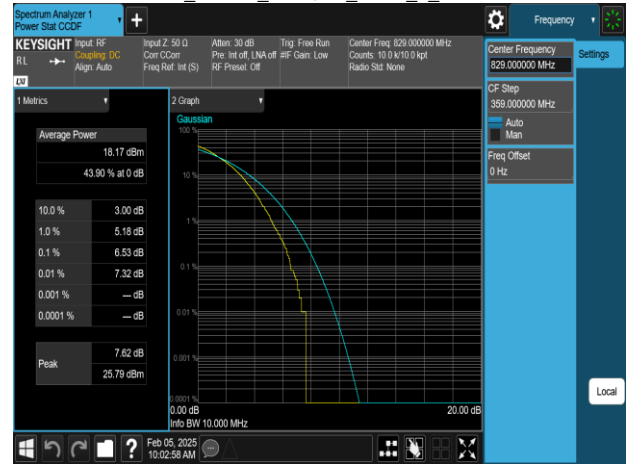 Spectrum Analyzer 1
Power Stat CCDF
Frequency
KEYSIGHT
RL
LXI
Input: RF
Coupling: DC
Align: Auto
Input Z: 50 Ω
Corr CCorr
Freq Ref: Int (S)
Atten: 30 dB
Pre: Int off, LNA off
RF Presel: Off
Trig: Free Run
#IF Gain: Low
Center Freq: 829.000000 MHz
Counts: 10.0 k/10.0 kpt
Radio Std: None
Center Frequency
829.000000 MHz
Settings
CF Step
359.000000 MHz
Auto
Man
Freq Offset
0 Hz
1 Metrics
Average Power
18.17 dBm
43.90 % at 0 dB
10.0 % 3.00 dB
1.0 % 5.18 dB
0.1 % 6.53 dB
0.01 % 7.32 dB
0.001 % --- dB
0.0001 % --- dB
Peak
7.62 dB
25.79 dBm
2 Graph
Gaussian
100 %
10 %
1 %
0.1 %
0.01 %
0.001 %
0.0001 %
0.00 dB
20.00 dB
Info BW 10.000 MHz
Local
Feb 05, 2025
10:02:58 AM